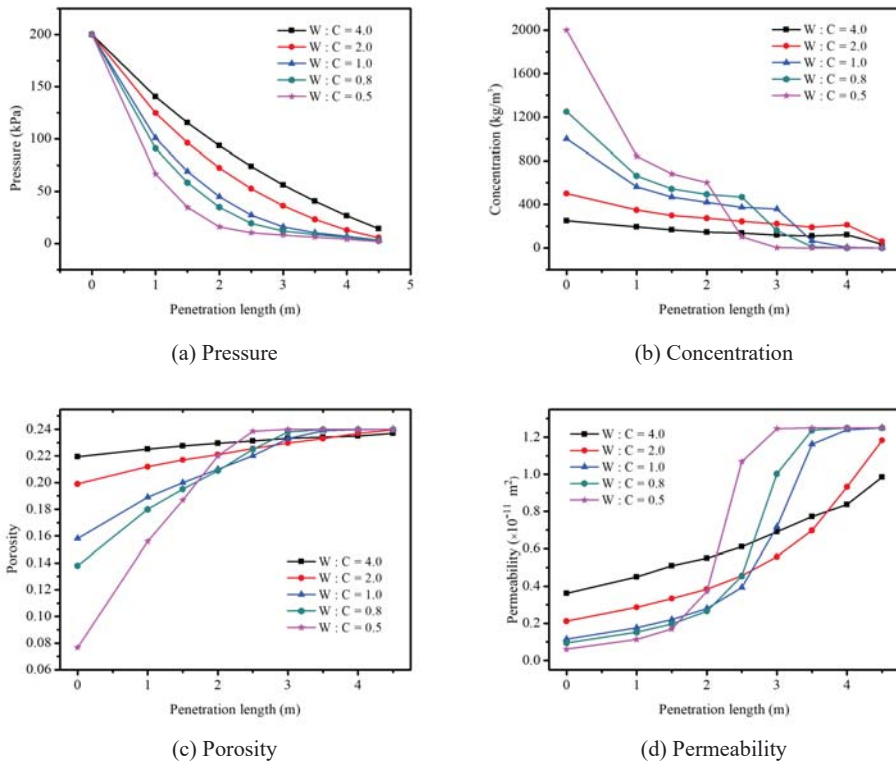 200
150
100
50
0
Pressure (kPa)
W : C = 4.0
W : C = 2.0
W : C = 1.0
W : C = 0.8
W : C = 0.5
0 1 2 3 4 5
Penetration length (m)
(a) Pressure
2000
1600
1200
800
400
0
Concentration (kg/m³)
W : C = 4.0
W : C = 2.0
W : C = 1.0
W : C = 0.8
W : C = 0.5
0 1 2 3 4
Penetration length (m)
(b) Concentration
0.24
0.22
0.20
0.18
0.16
0.14
0.12
0.10
0.08
0.06
Porosity
W : C = 4.0
W : C = 2.0
W : C = 1.0
W : C = 0.8
W : C = 0.5
0 1 2 3 4
Penetration length (m)
(c) Porosity
1.2
1.0
0.8
0.6
0.4
0.2
0.0
Permeability (×10⁻¹¹ m²)
W : C = 4.0
W : C = 2.0
W : C = 1.0
W : C = 0.8
W : C = 0.5
0 1 2 3 4
Penetration length (m)
(d) Permeability